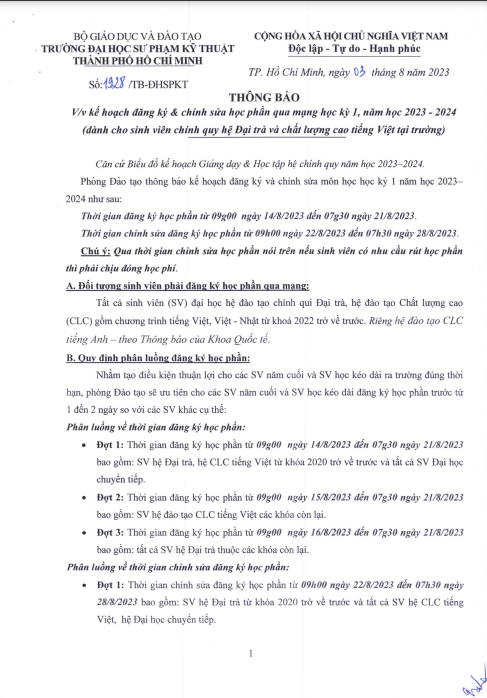 BỘ GIÁO DỤC VÀ ĐÀO TẠO
TRƯỜNG ĐẠI HỌC SƯ PHẠM KỸ THUẬT
THÀNH PHỐ HỒ CHÍ MINH
Số: 1928/TB-ĐHSPKT
CỘNG HÒA XÃ HỘI CHỦ NGHĨA VIỆT NAM
Độc lập - Tự do - Hạnh phúc
TP. Hồ Chí Minh, ngày 03 tháng 8 năm 2023
THÔNG BÁO
V/v kế hoạch đăng ký & chỉnh sửa học phần qua mạng học kỳ 1, năm học 2023 - 2024
(dành cho sinh viên chính quy hệ Đại trà và chất lượng cao tiếng Việt tại trường)
Căn cứ Biểu đồ kế hoạch Giảng dạy & Học tập hệ chính quy năm học 2023–2024.
Phòng Đào tạo thông báo kế hoạch đăng ký và chỉnh sửa môn học học kỳ 1 năm học 2023–
2024 như sau:
Thời gian đăng ký học phần từ 09g00 ngày 14/8/2023 đến 07g30 ngày 21/8/2023.
Thời gian chỉnh sửa đăng ký học phần từ 09h00 ngày 22/8/2023 đến 07h30 ngày 28/8/2023.
Chú ý: Qua thời gian chỉnh sửa học phần nói trên nếu sinh viên có nhu cầu rút học phần
thì phải chịu đóng học phí.
A. Đối tượng sinh viên phải đăng ký học phần qua mạng:
Tất cả sinh viên (SV) đại học hệ đào tạo chính qui Đại trà, hệ đào tạo Chất lượng cao
(CLC) gồm chương trình tiếng Việt, Việt - Nhật từ khoá 2022 trở về trước. Riêng hệ đào tạo CLC
tiếng Anh – theo Thông báo của Khoa Quốc tế.
B. Quy định phân luồng đăng ký học phần:
Nhằm tạo điều kiện thuận lợi cho các SV năm cuối và SV học kéo dài ra trường đúng thời
hạn, phòng Đào tạo sẽ ưu tiên cho các SV năm cuối và SV học kéo dài đăng ký học phần trước từ
1 đến 2 ngày so với các SV khác cụ thể:
Phân luồng về thời gian đăng ký học phần:
• Đợt 1: Thời gian đăng ký học phần từ 09g00 ngày 14/8/2023 đến 07g30 ngày 21/8/2023
bao gồm: SV hệ Đại trà, hệ CLC tiếng Việt từ khóa 2020 trở về trước và tất cả SV Đại học
chuyển tiếp.
• Đợt 2: Thời gian đăng ký học phần từ 09g00 ngày 15/8/2023 đến 07g30 ngày 21/8/2023
bao gồm: SV hệ đào tạo CLC tiếng Việt các khóa còn lại.
• Đợt 3: Thời gian đăng ký học phần từ 09g00 ngày 16/8/2023 đến 07g30 ngày 21/8/2023
bao gồm: tất cả SV hệ Đại trà thuộc các khóa còn lại.
Phân luồng về thời gian chỉnh sửa đăng ký học phần:
• Đợt 1: Thời gian chỉnh sửa đăng ký học phần từ 09h00 ngày 22/8/2023 đến 07h30 ngày
28/8/2023 bao gồm: SV hệ Đại trà từ khóa 2020 trở về trước và tất cả SV hệ CLC tiếng
Việt, hệ Đại học chuyển tiếp.
1